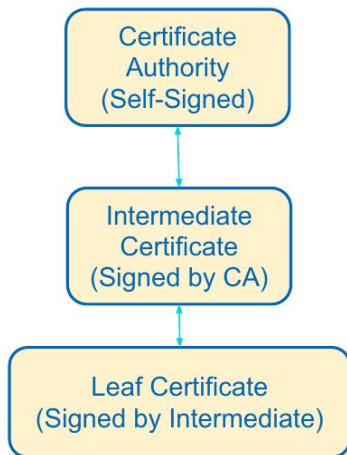 Certificate
Authority
(Self-Signed)
Intermediate
Certificate
(Signed by CA)
Leaf Certificate
(Signed by Intermediate)